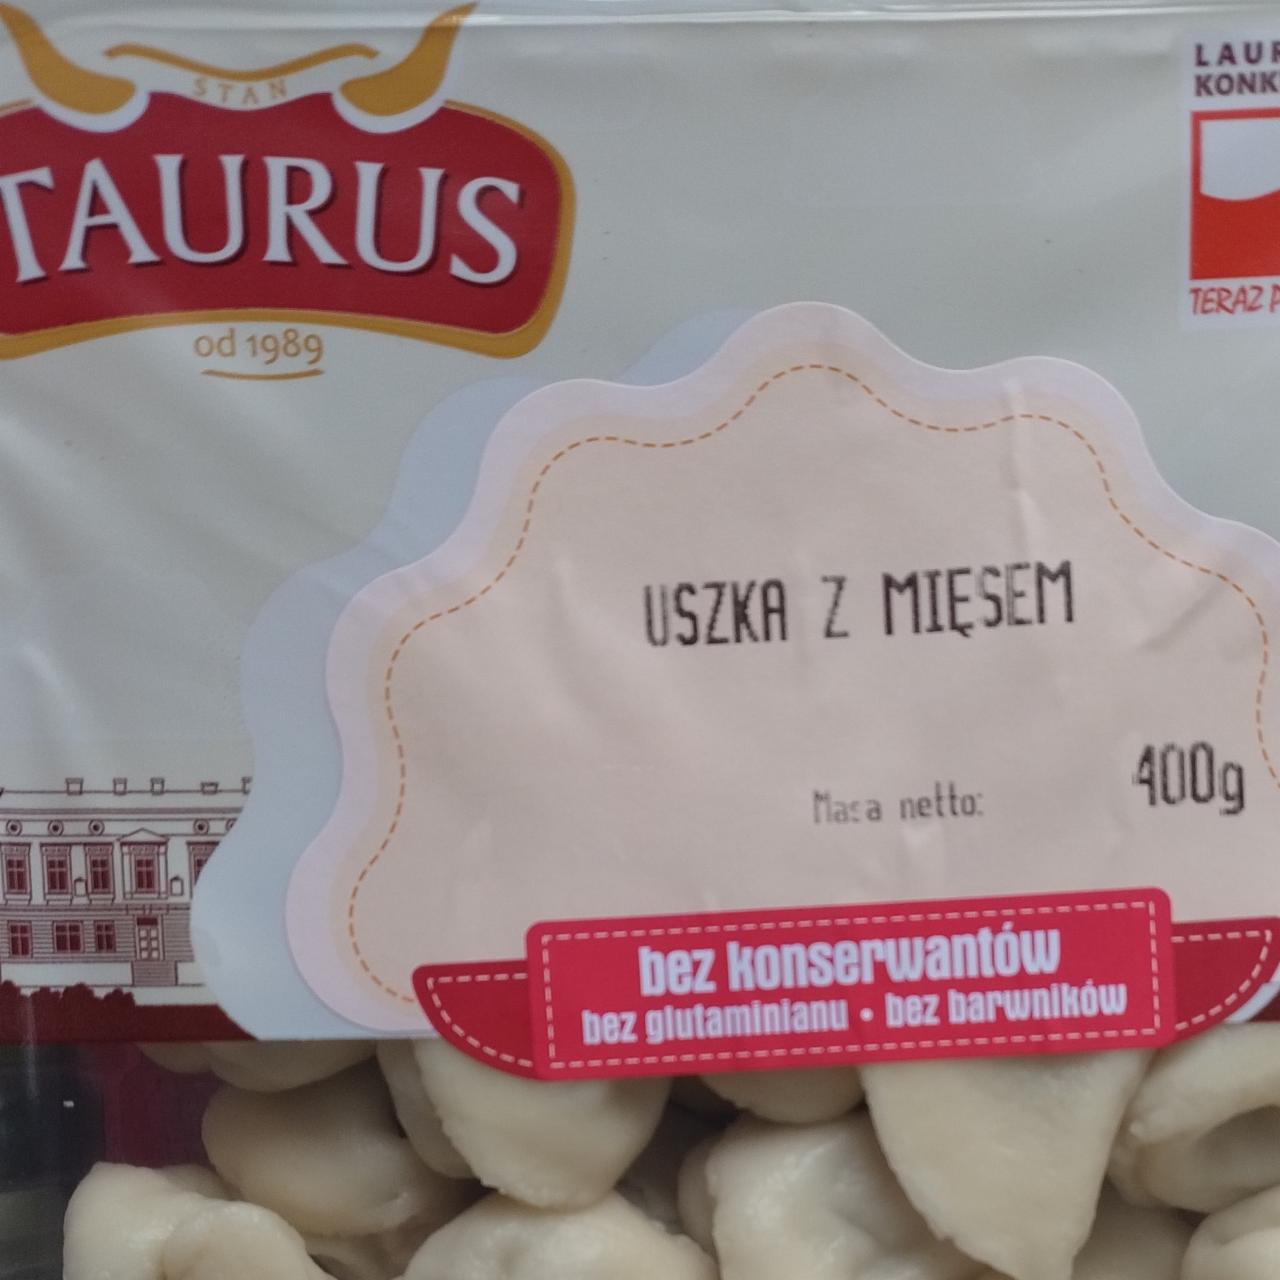 STAN
TAURUS
od 1989
LAUR
KONK
TERAZ P
USZKA Z MIĘSEM
Masa netto: 400g
bez konserwantów
bez glutaminianu • bez barwników